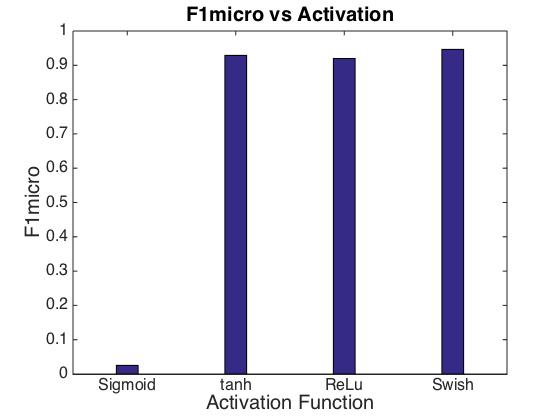 F1micro vs Activation
1
0.9
0.8
0.7
0.6
0.5
0.4
0.3
0.2
0.1
0
F1micro
Sigmoid tanh ReLu Swish
Activation Function